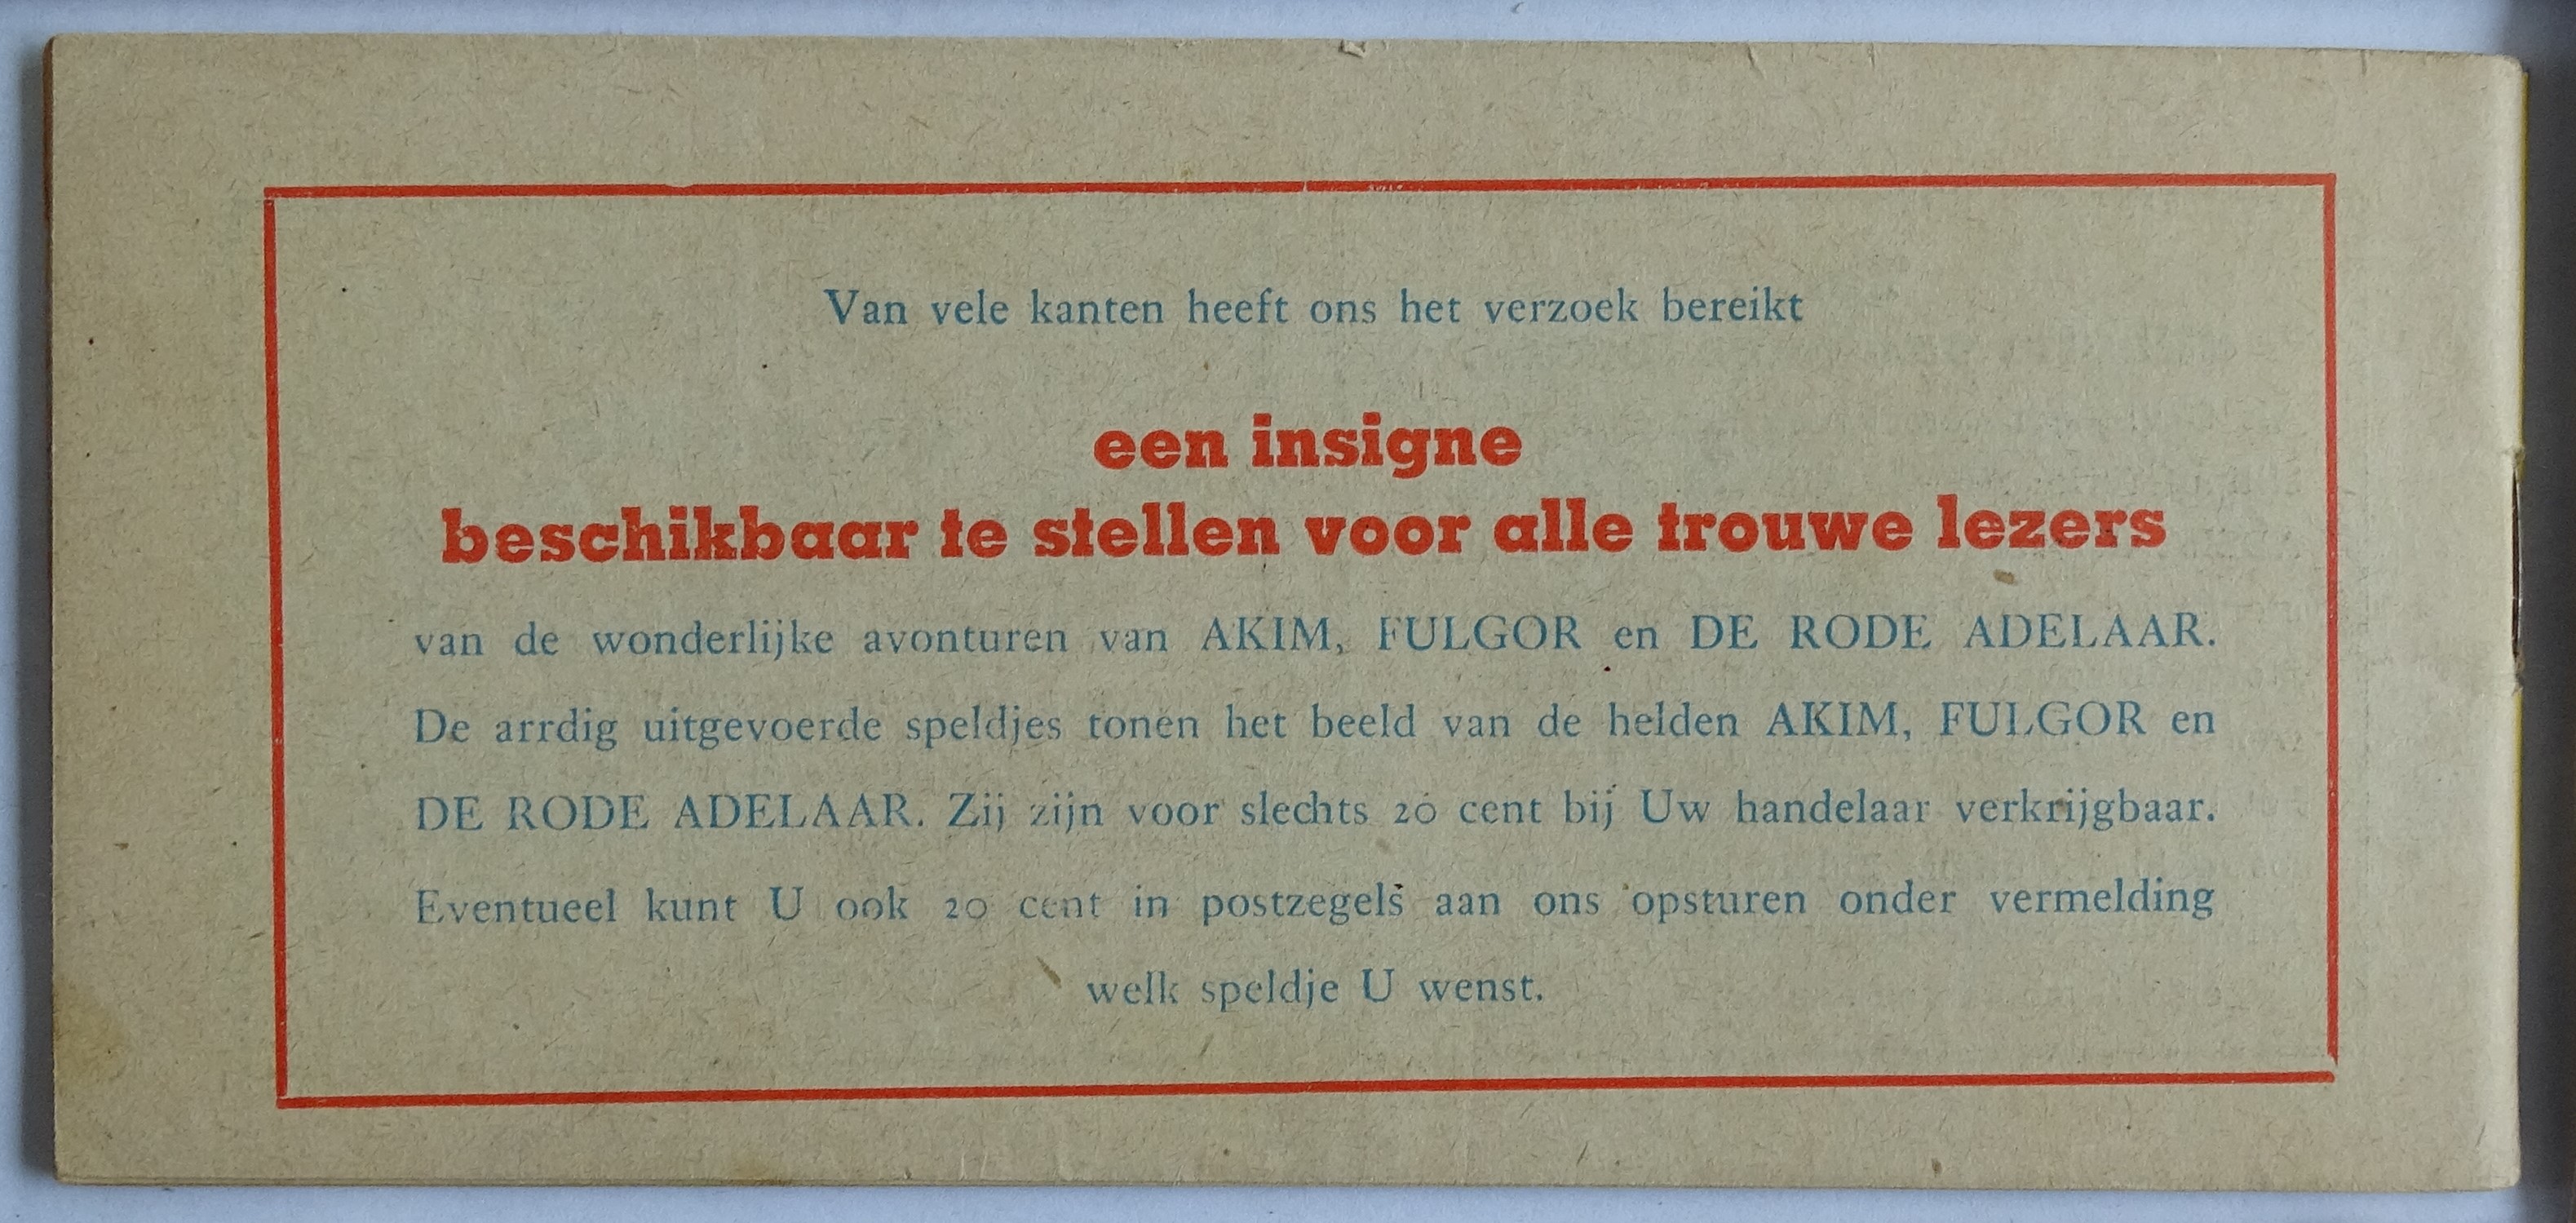 Van vele kanten heeft ons het verzoek bereikt
een insigne
beschikbaar te stellen voor alle trouwe lezers
van de wonderlijke avonturen van AKIM, FULGOR en DE RODE ADELAAR.
De arrdig uitgevoerde speldjes tonen het beeld van de helden AKIM, FULGOR en
DE RODE ADELAAR. Zij zijn voor slechts 20 cent bij Uw handelaar verkrijgbaar.
Eventueel kunt U ook 20 cent in postzegels aan ons opsturen onder vermelding
welk speldje U wenst.